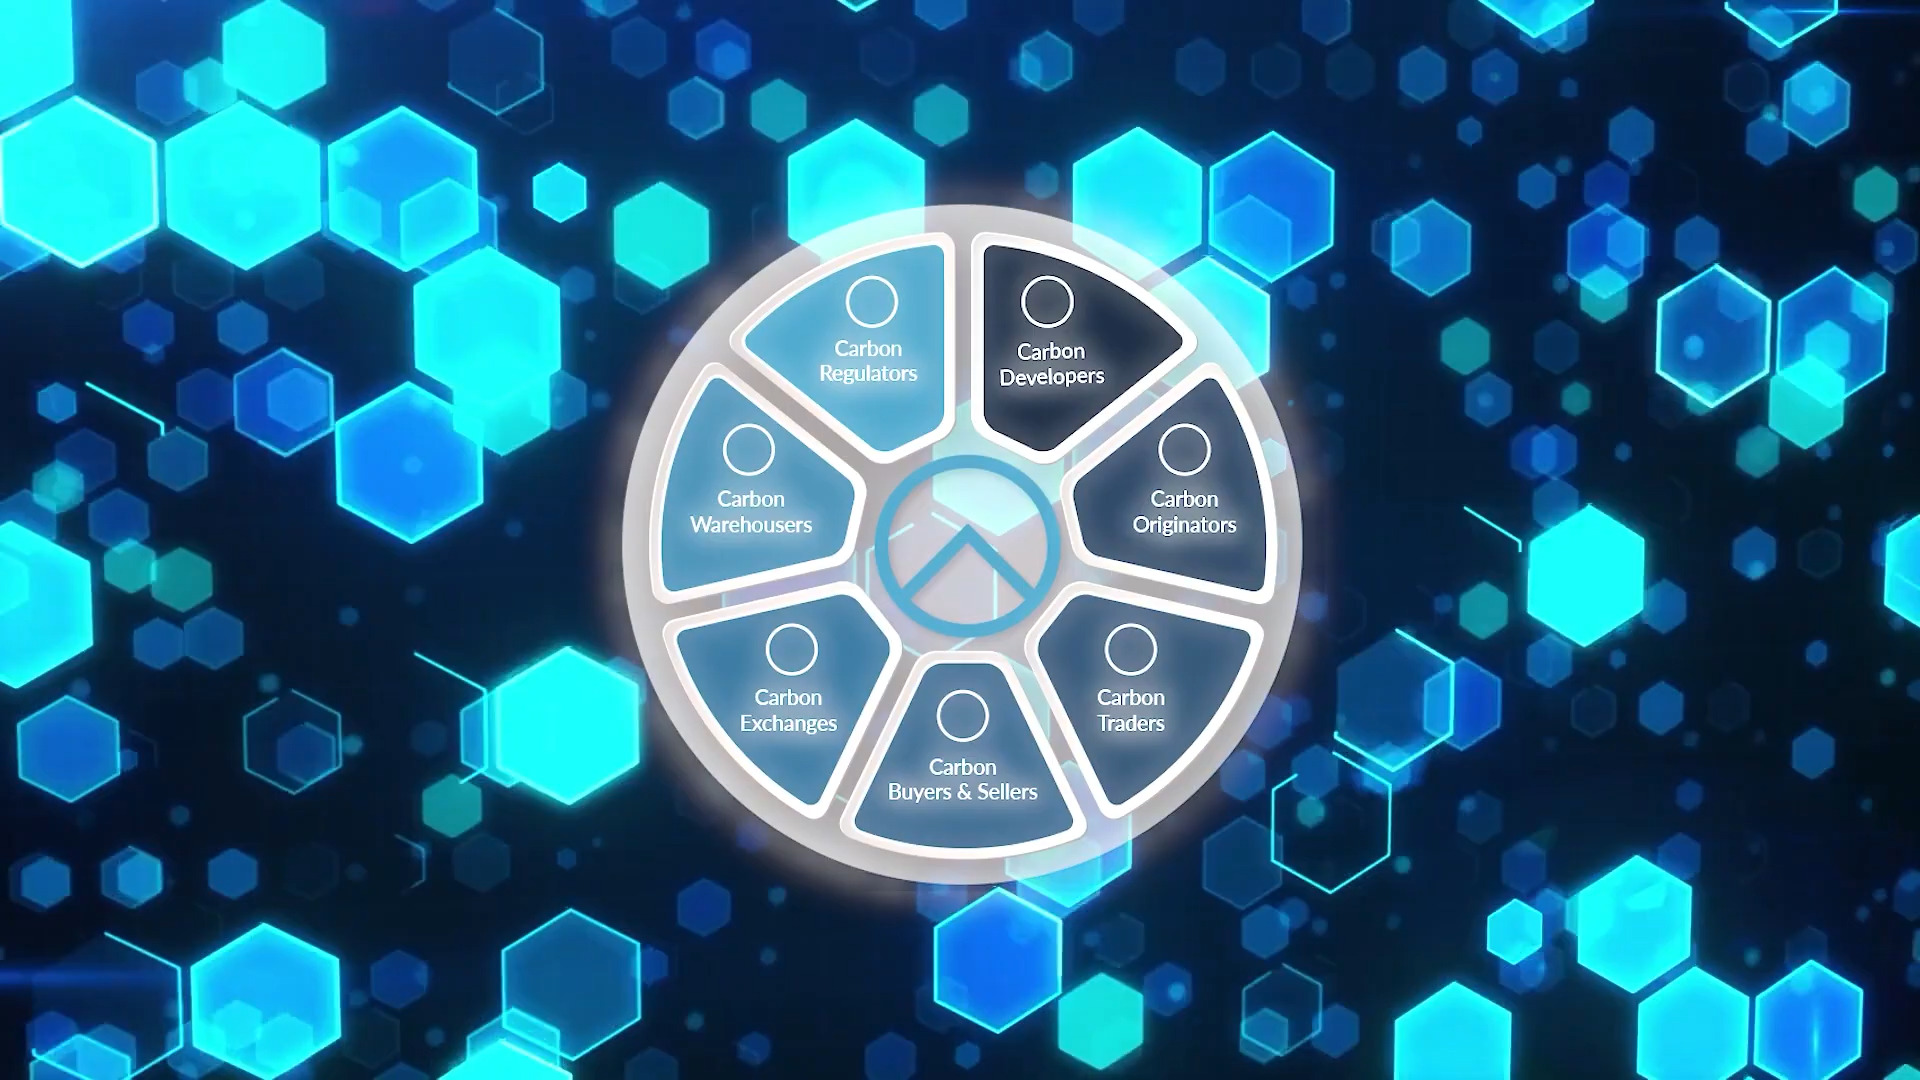 Carbon
Regulators
Carbon
Developers
Carbon
Warehousers
Carbon
Originators
Carbon
Exchanges
Carbon
Traders
Carbon
Buyers & Sellers